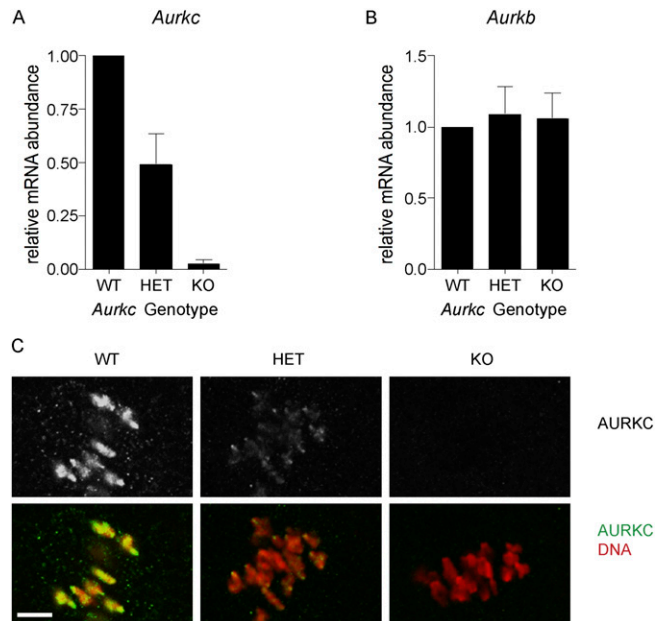 A
Aurkc
relative mRNA abundance
1.00
0.75
0.50
0.25
0.00
WT HET KO
Aurkc Genotype
B
Aurkb
relative mRNA abundance
1.5
1.0
0.5
0.0
WT HET KO
Aurkc Genotype
C
WT HET KO
AURKC
AURKC
DNA